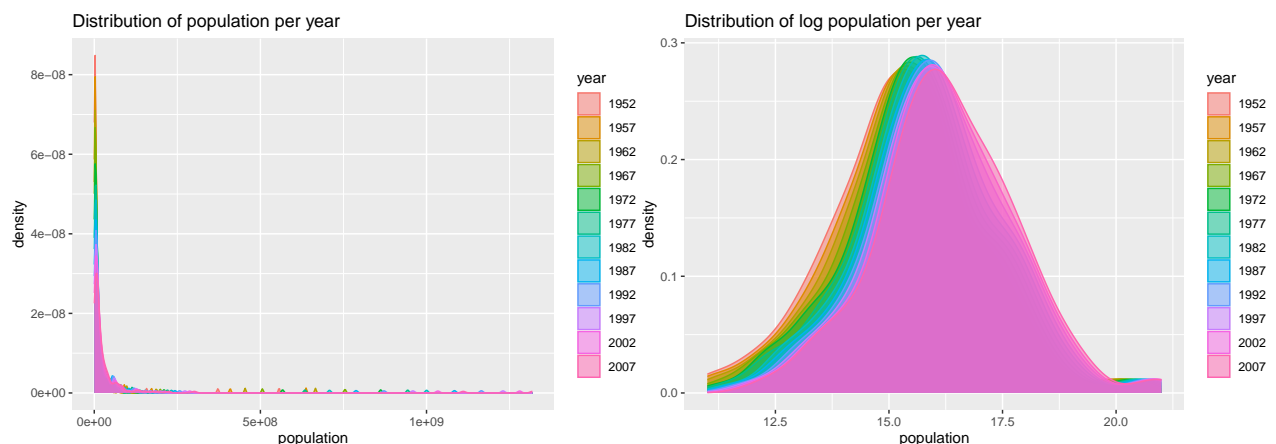 Distribution of population per year
8e−08
6e−08
4e−08
2e−08
0e+00
density
0e+00
5e+08
1e+09
population
year
1952
1957
1962
1967
1972
1977
1982
1987
1992
1997
2002
2007
Distribution of log population per year
0.3
0.2
0.1
0.0
density
12.5
15.0
17.5
20.0
population
year
1952
1957
1962
1967
1972
1977
1982
1987
1992
1997
2002
2007